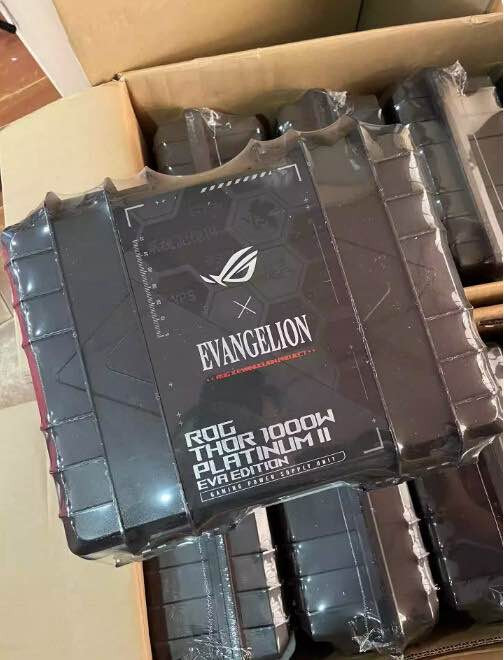 ×
EVANGELION
ROG X EVANGELION PROJECT
ROG
THOR 1000W
PLATINUM II
EVA EDITION
GAMING POWER SUPPLY UNIT